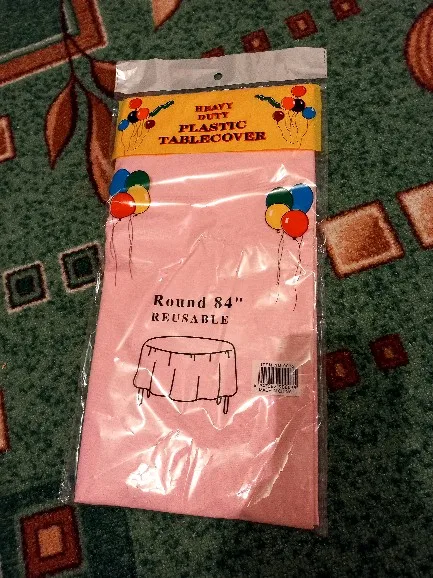 HEAVY
DUTY
PLASTIC
TABLECOVER
Round 84"
REUSABLE